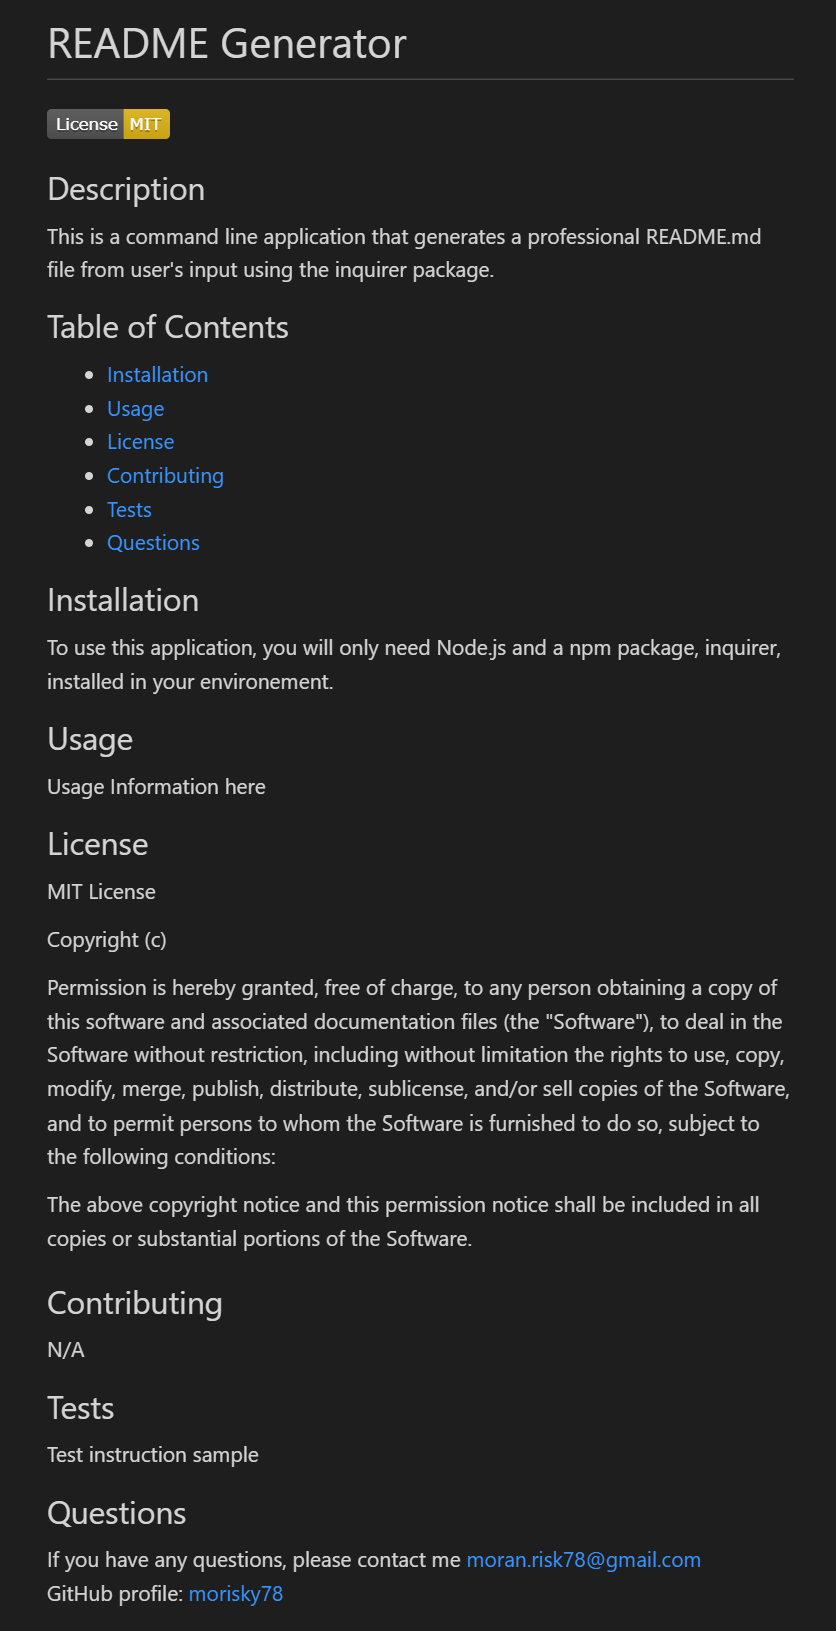 README Generator
License MIT
Description
This is a command line application that generates a professional README.md
file from user's input using the inquirer package.
Table of Contents
Installation
Usage
License
Contributing
Tests
Questions
Installation
To use this application, you will only need Node.js and a npm package, inquirer,
installed in your environement.
Usage
Usage Information here
License
MIT License
Copyright (c)
Permission is hereby granted, free of charge, to any person obtaining a copy of
this software and associated documentation files (the "Software"), to deal in the
Software without restriction, including without limitation the rights to use, copy,
modify, merge, publish, distribute, sublicense, and/or sell copies of the Software,
and to permit persons to whom the Software is furnished to do so, subject to
the following conditions:
The above copyright notice and this permission notice shall be included in all
copies or substantial portions of the Software.
Contributing
N/A
Tests
Test instruction sample
Questions
If you have any questions, please contact me moran.risk78@gmail.com
GitHub profile: morisky78